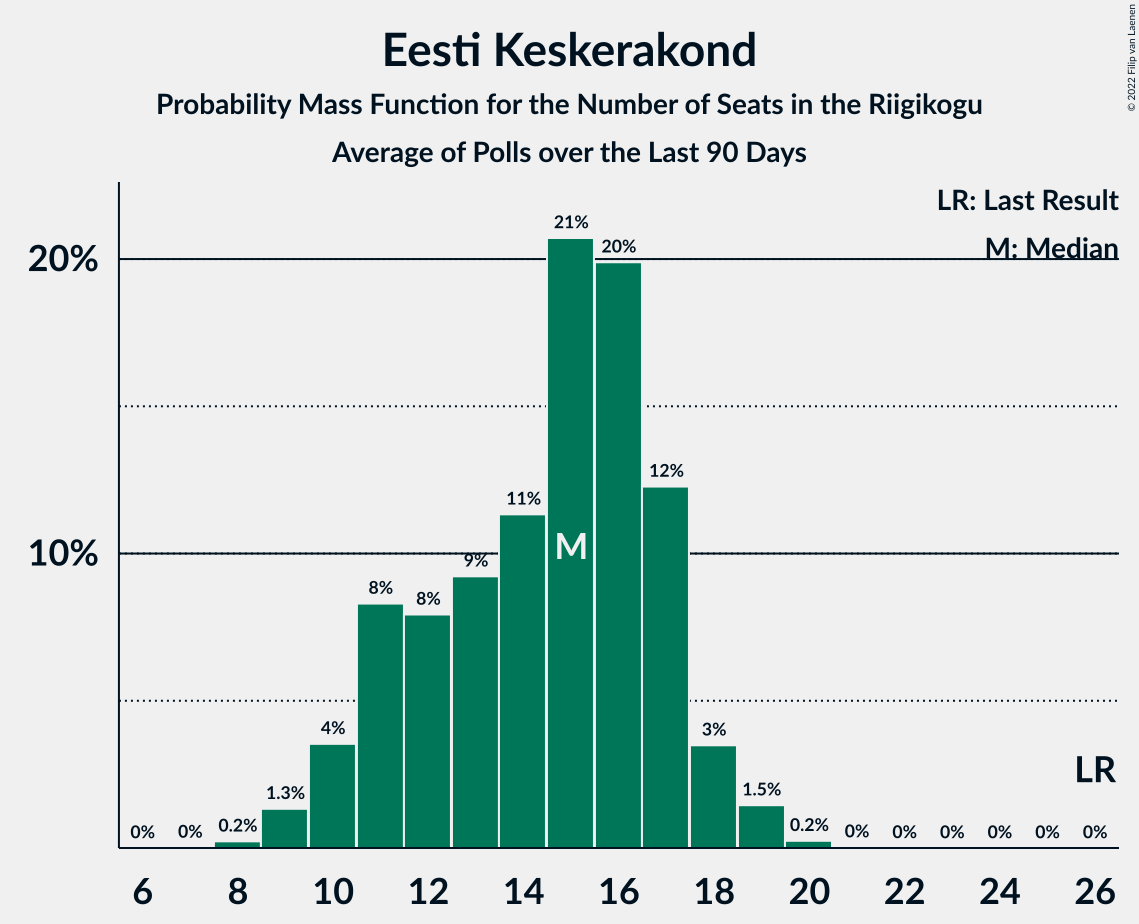 Eesti Keskerakond
Probability Mass Function for the Number of Seats in the Riigikogu
Average of Polls over the Last 90 Days
© 2022 Filip van Laenen
LR: Last Result
M: Median
20%
10%
0% 0% 0.2% 1.3% 4% 8% 8% 9% 11% 21% 20% 12% 3% 1.5% 0.2% 0% 0% 0% 0% 0% 0%
M
LR
6 8 10 12 14 16 18 20 22 24 26